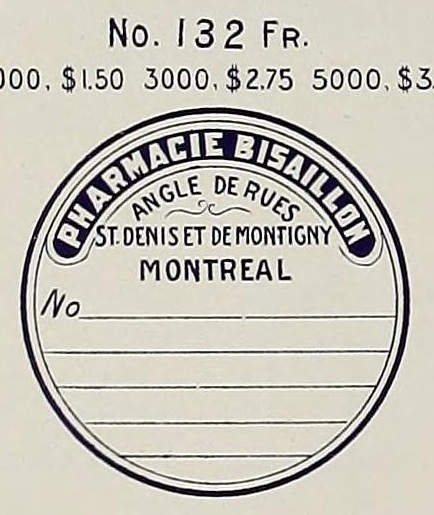 No. 132 FR.
000, $1.50 3000, $2.75 5000, $3.
PHARMACIE BISAILLON
ANGLE DE RUES
ST. DENIS ET DE MONTIGNY
MONTREAL
No